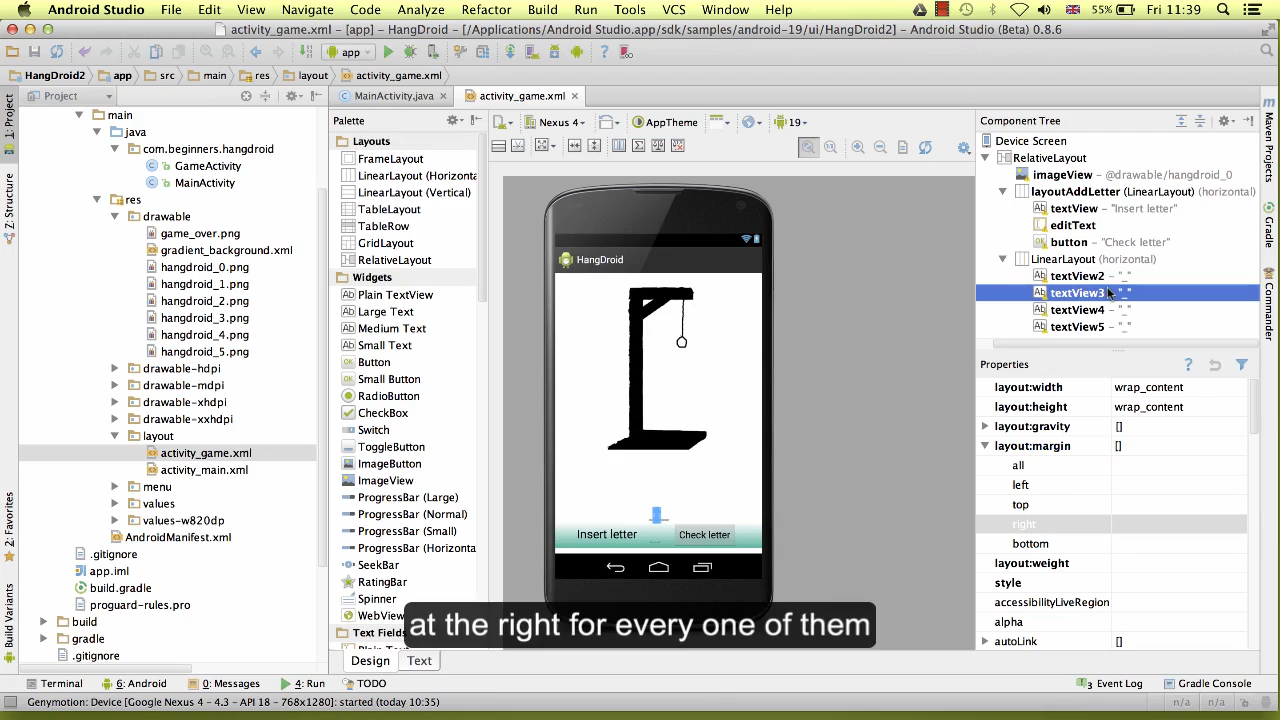 Android Studio File Edit View Navigate Code Analyze Refactor Build Run Tools VCS Window Help 55% Fri 11:39
activity_game.xml - [app] - HangDroid - [/Applications/Android Studio.app/sdk/samples/android-19/ui/HangDroid2] - Android Studio (Beta) 0.8.6
app
HangDroid2 app src main res layout activity_game.xml
Project
MainActivity.java activity_game.xml
1: Project
Z: Structure
2: Favorites
Build Variants
main
java
com.beginners.hangdroid
GameActivity
MainActivity
res
drawable
game_over.png
gradient_background.xml
hangdroid_0.png
hangdroid_1.png
hangdroid_2.png
hangdroid_3.png
hangdroid_4.png
hangdroid_5.png
drawable-hdpi
drawable-mdpi
drawable-xhdpi
drawable-xxhdpi
layout
activity_game.xml
activity_main.xml
menu
values
values-w820dp
AndroidManifest.xml
.gitignore
app.iml
build.gradle
proguard-rules.pro
build
gradle
.gitignore
Palette
Layouts
FrameLayout
LinearLayout (Horizonta
LinearLayout (Vertical)
TableLayout
TableRow
GridLayout
RelativeLayout
Widgets
Plain TextView
Large Text
Medium Text
Small Text
Button
Small Button
RadioButton
CheckBox
Switch
ToggleButton
ImageButton
ImageView
ProgressBar (Large)
ProgressBar (Normal)
ProgressBar (Small)
ProgressBar (Horizonta
SeekBar
RatingBar
Spinner
WebView
Text Fields
Nexus 4 AppTheme 19
HangDroid
Insert letter Check letter
at the right for every one of them
Design Text
Component Tree
Device Screen
RelativeLayout
imageView - @drawable/hangdroid_0
layoutAddLetter (LinearLayout) (horizontal)
textView - "Insert letter"
editText
button - "Check letter"
LinearLayout (horizontal)
textView2 - "_"
textView3 - "_"
textView4 - "_"
textView5 - "_"
Properties
layout:width wrap_content
layout:height wrap_content
layout:gravity []
layout:margin []
all
left
top
right
bottom
layout:weight
style
accessibilityLiveRegion
alpha
autoLink []
Maven Projects
Gradle
Commander
Terminal 6: Android 0: Messages 4: Run TODO 3 Event Log Gradle Console
Genymotion: Device [Google Nexus 4 - 4.3 - API 18 - 768x1280]: started (today 10:35) n/a n/a